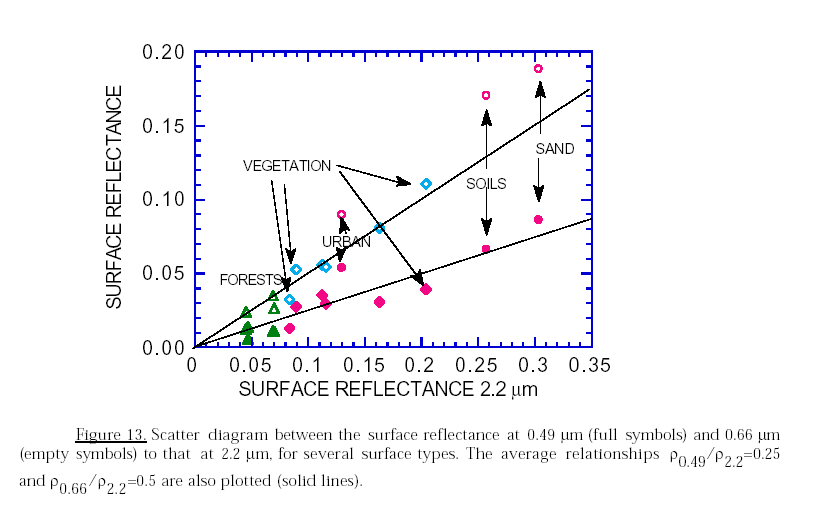 0.20
0.15
0.10
0.05
0.00
SURFACE REFLECTANCE
VEGETATION
SAND
SOILS
URBAN
FORESTS
0 0.05 0.1 0.15 0.2 0.25 0.3 0.35
SURFACE REFLECTANCE 2.2 µm
Figure 13. Scatter diagram between the surface reflectance at 0.49 µm (full symbols) and 0.66 µm
(empty symbols) to that at 2.2 µm, for several surface types. The average relationships ρ0.49/ρ2.2=0.25
and ρ0.66/ρ2.2=0.5 are also plotted (solid lines).